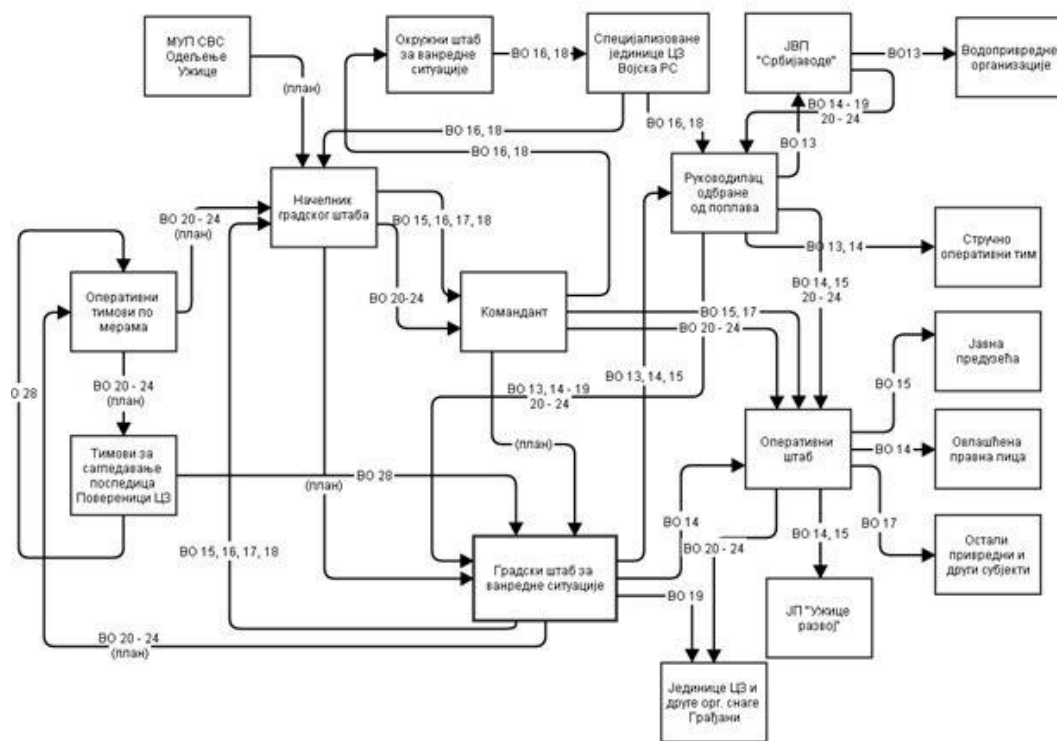 МУП СВС
Одељење
Ужице
Окружни штаб
за ванредне
ситуације
ВО 16, 18
Специјализоване
јединице ЦЗ
Војска РС
ЈВП
"Србијаводе"
ВО13
Водопривредне
организације
(план)
ВО 14 - 19
20 - 24
ВО 16, 18
ВО 16, 18
ВО 16, 18
ВО 13
Начелник
градског штаба
Руководилац
одбране
од поплава
ВО 20 - 24
(план)
ВО 15, 16, 17, 18
ВО 13, 14
Стручно
оперативни тим
Оперативни
тимови по
мерама
ВО 20-24
Командант
ВО 14, 15
20 - 24
ВО 15, 17
ВО 20 - 24
Јавна
предузећа
ВО 20 - 24
(план)
О 28
ВО 13, 14 - 19
20 - 24
ВО 13, 14, 15
ВО 15
Тимови за
сагледавање
последица
Повереници ЦЗ
(план)
Оперативни
штаб
ВО 14
Овлашћена
правна лица
ВО 28
(план)
ВО 14
ВО 17
ВО 15, 16, 17, 18
ВО 20 - 24
ВО 14, 15
Остали
привредни и
други субјекти
Градски штаб за
ванредне ситуације
ВО 19
ЈП "Ужице
развој"
ВО 20 - 24
(план)
Јединице ЦЗ и
друге орг. снаге
Грађани